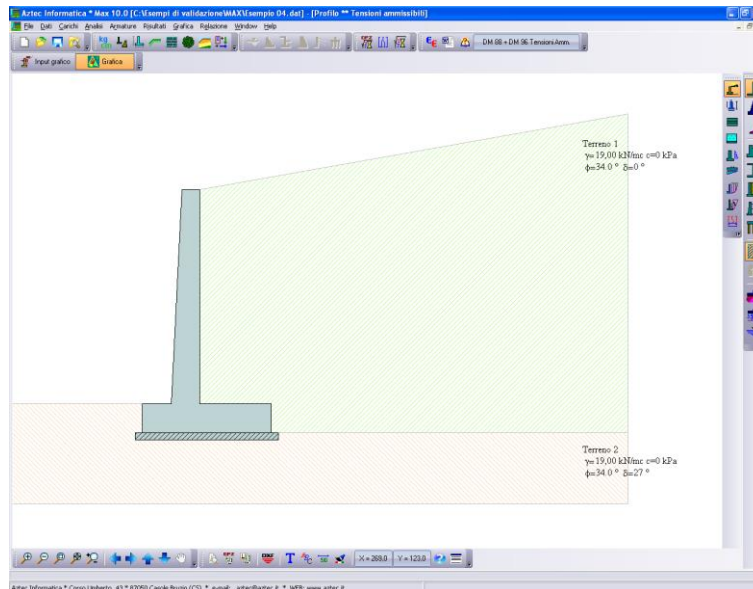 Aztec Informatica * Max 10.0 [C:\Esempi di validazione\MAX\Esempio 04.dat] - [Profilo ** Tensioni ammissibili]
File Dati Carichi Analisi Armature Risultati Grafica Relazione Window Help
DM 88 + DM 96 Tensioni Amm.
Input grafico Grafica
Terreno 1
γ=19,00 kN/mc c=0 kPa
ϕ=34.0 ° δ=0 °
Terreno 2
γ=19,00 kN/mc c=0 kPa
ϕ=34.0 ° δ=27 °
X = 269,0 Y = 123,0
Aztec Informatica * Corso Umberto, 43 * 87050 Casole Bruzio (CS) * e-mail: aztec@aztec.it * WEB: www.aztec.it